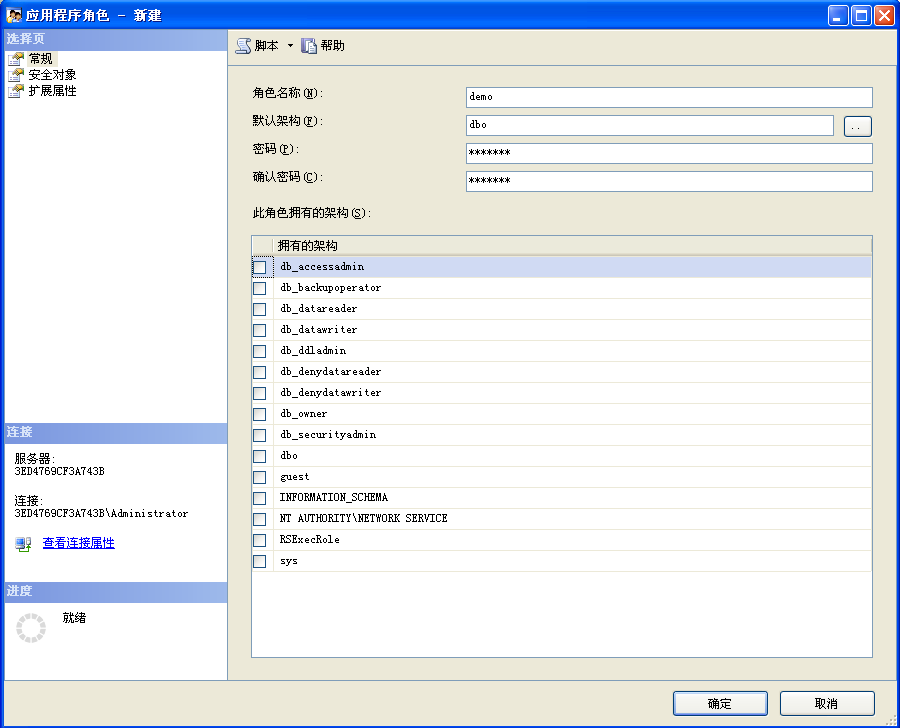 应用程序角色 - 新建
选择页
常规
安全对象
扩展属性
脚本 帮助
角色名称(N):
demo
默认架构(F):
dbo
..
密码(P):
*******
确认密码(C):
*******
此角色拥有的架构(S):
拥有的架构
db_accessadmin
db_backupoperator
db_datareader
db_datawriter
db_ddladmin
db_denydatareader
db_denydatawriter
db_owner
db_securityadmin
dbo
guest
INFORMATION_SCHEMA
NT AUTHORITY\NETWORK SERVICE
RSExecRole
sys
连接
服务器:
3ED4769CF3A743B
连接:
3ED4769CF3A743B\Administrator
查看连接属性
进度
就绪
确定
取消